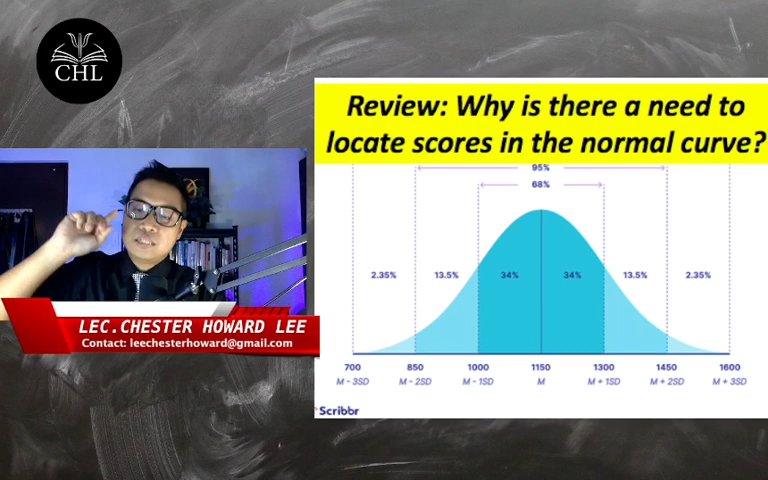 CHL
Review: Why is there a need to
locate scores in the normal curve?
95%
68%
2.35% 13.5% 34% 34% 13.5% 2.35%
700 850 1000 1150 1300 1450 1600
M - 3SD M - 2SD M - 1SD M M + 1SD M + 2SD M + 3SD
Scribbr
LEC.CHESTER HOWARD LEE
Contact: leechesterhoward@gmail.com